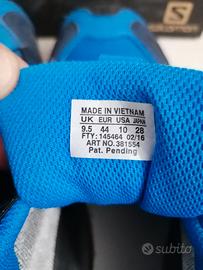 SALOMON
MADE IN VIETNAM
UK EUR USA JAPAN
9.5 44 10 28
FTY: 145464 02/16
ART NO. 381554
Pat. Pending
subito